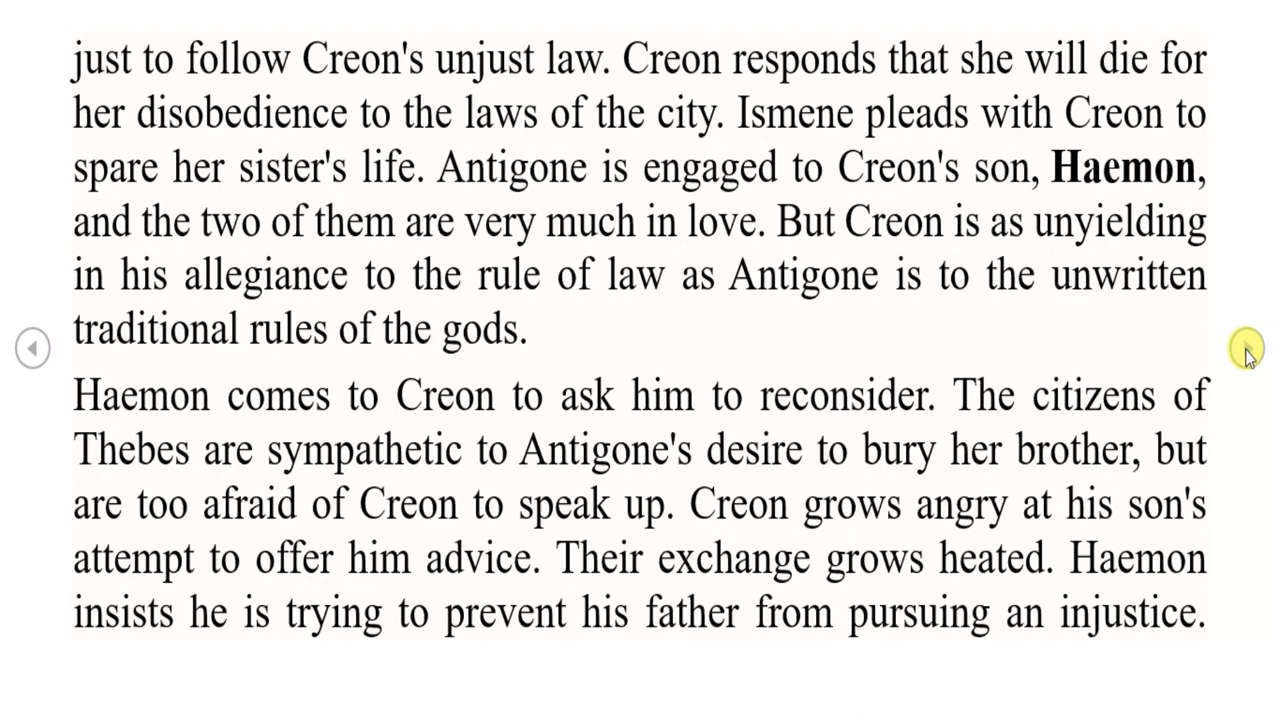 just to follow Creon's unjust law. Creon responds that she will die for
her disobedience to the laws of the city. Ismene pleads with Creon to
spare her sister's life. Antigone is engaged to Creon's son, Haemon,
and the two of them are very much in love. But Creon is as unyielding
in his allegiance to the rule of law as Antigone is to the unwritten
traditional rules of the gods.
Haemon comes to Creon to ask him to reconsider. The citizens of
Thebes are sympathetic to Antigone's desire to bury her brother, but
are too afraid of Creon to speak up. Creon grows angry at his son's
attempt to offer him advice. Their exchange grows heated. Haemon
insists he is trying to prevent his father from pursuing an injustice.